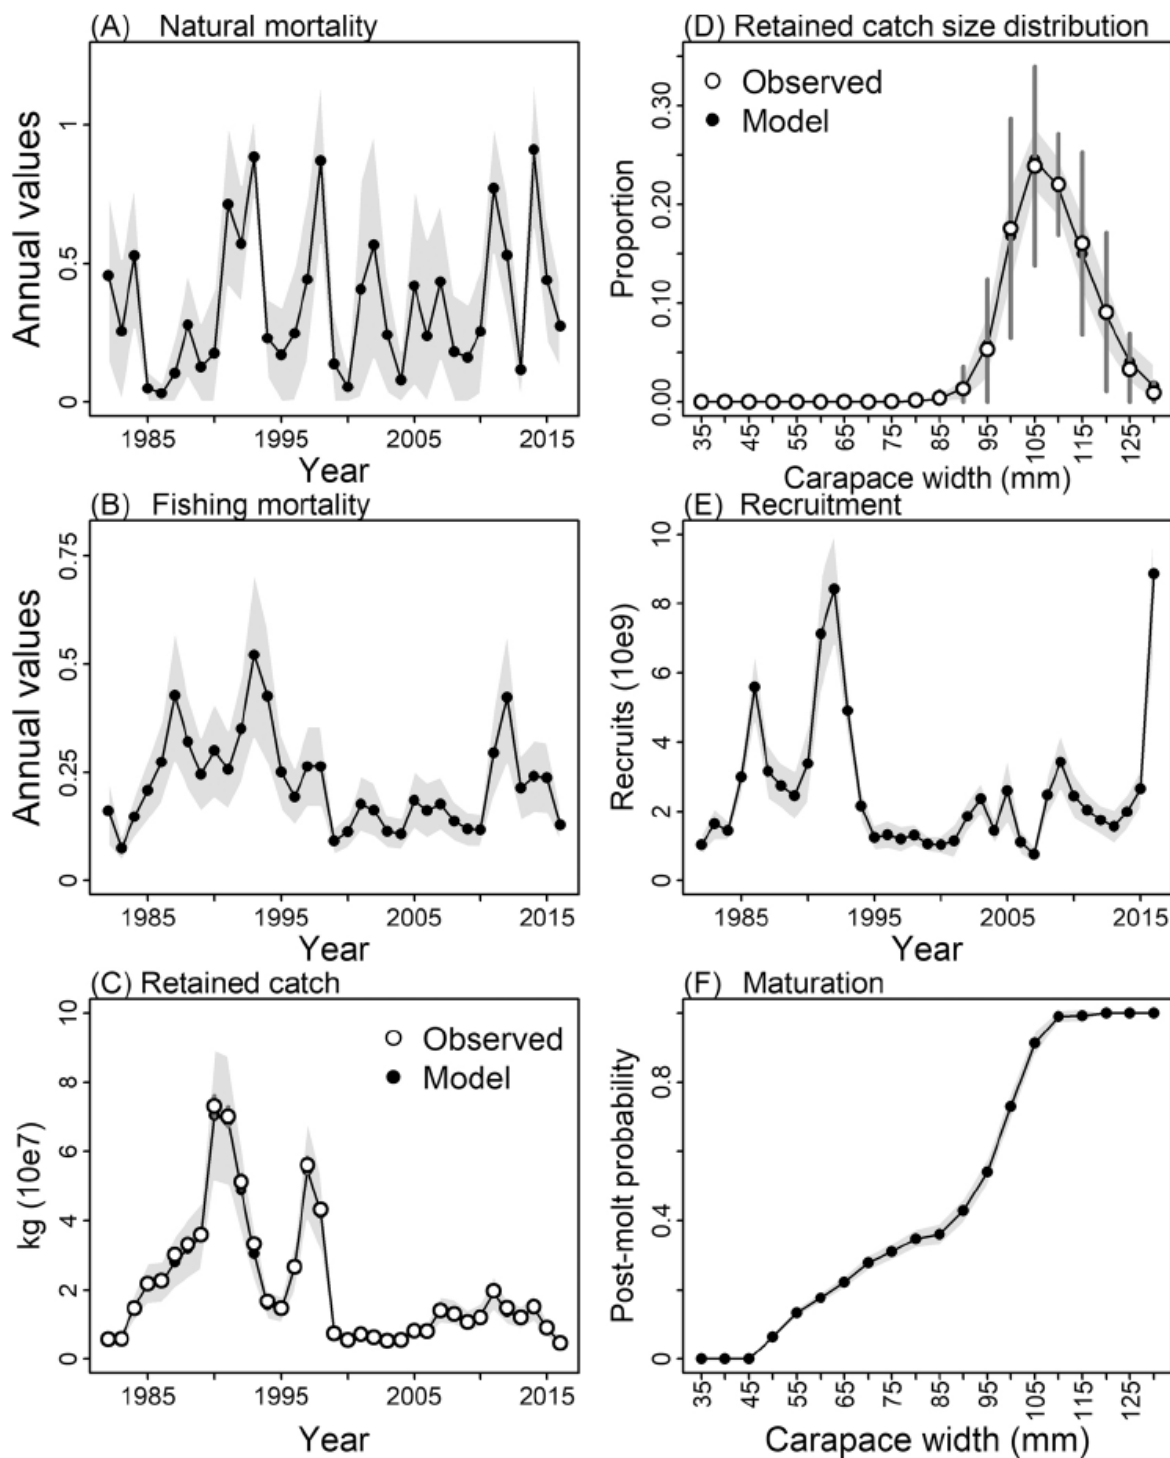 (A) Natural mortality
Annual values
1
0.5
0
1985 1995 2005 2015
Year
(B) Fishing mortality
Annual values
0.75
0.5
0.25
0
1985 1995 2005 2015
Year
(C) Retained catch
kg (10e7)
10
8
6
4
2
0
Observed
Model
1985 1995 2005 2015
Year
(D) Retained catch size distribution
Proportion
0.30
0.20
0.10
0.00
Observed
Model
35 55 65 75 85 95 105 115 125
Carapace width (mm)
(E) Recruitment
Recruits (10e9)
10
8
6
4
2
0
1985 1995 2005 2015
Year
(F) Maturation
Post-molt probability
0.8
0.4
0
35 45 55 65 75 85 95 105 115 125
Carapace width (mm)